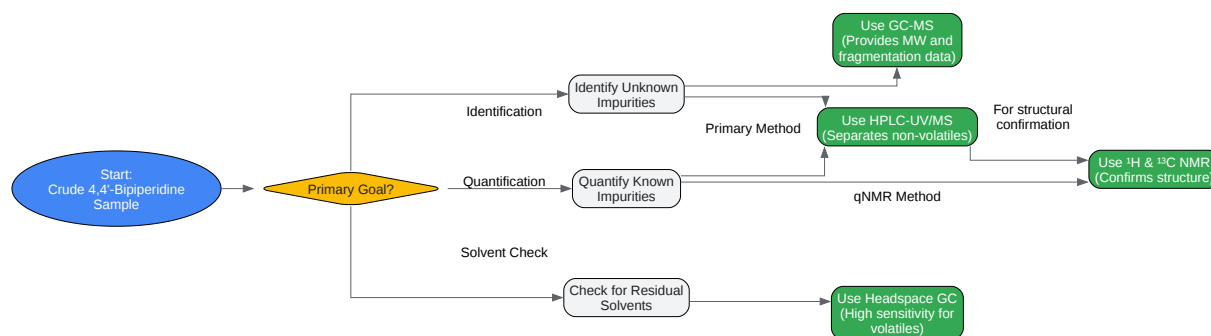 Start:
Crude 4,4'-Bipiperidine
Sample
Primary Goal?
Identification
Quantification
Solvent Check
Identify Unknown
Impurities
Quantify Known
Impurities
Check for Residual
Solvents
Use GC-MS
(Provides MW and
fragmentation data)
Primary Method
Use HPLC-UV/MS
(Separates non-volatiles)
qNMR Method
Use Headspace GC
(High sensitivity for
volatiles)
For structural
confirmation
Use ¹H & ¹³C NMR
(Confirms structure)